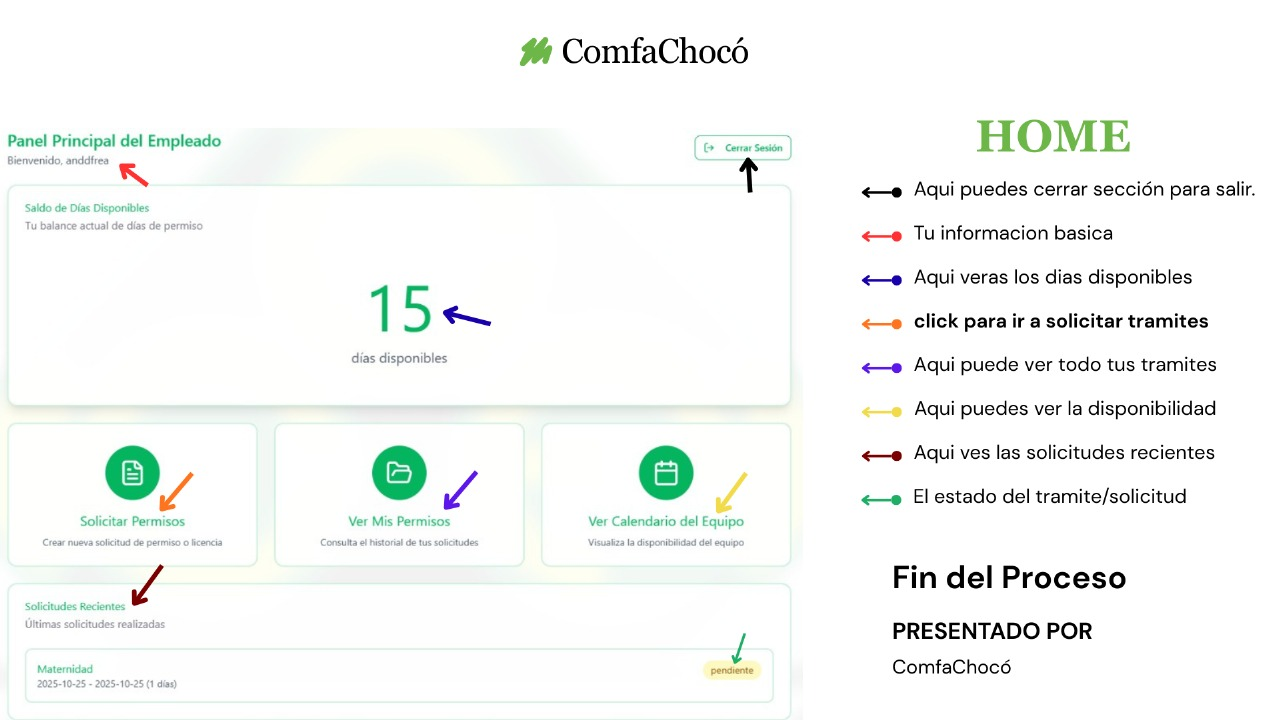 ComfaChocó
Panel Principal del Empleado
Bienvenido, anddfrea
Cerrar Sesión
Saldo de Días Disponibles
Tu balance actual de días de permiso
15
días disponibles
Solicitar Permisos
Crear nueva solicitud de permiso o licencia
Ver Mis Permisos
Consulta el historial de tus solicitudes
Ver Calendario del Equipo
Visualiza la disponibilidad del equipo
Solicitudes Recientes
Últimas solicitudes realizadas
Maternidad
2025-10-25 - 2025-10-25 (1 días)
pendiente
HOME
Aqui puedes cerrar sección para salir.
Tu informacion basica
Aqui veras los dias disponibles
click para ir a solicitar tramites
Aqui puede ver todo tus tramites
Aqui puedes ver la disponibilidad
Aqui ves las solicitudes recientes
El estado del tramite/solicitud
Fin del Proceso
PRESENTADO POR
ComfaChocó